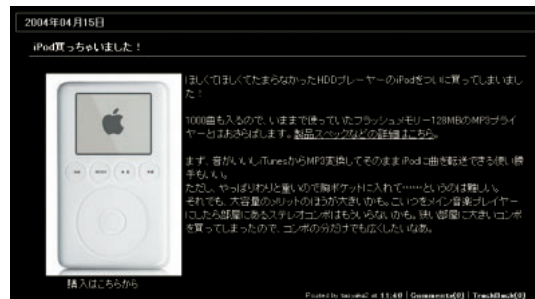 2004年04月15日
iPod買っちゃいました！
ほしくてほしくてたまらなかったHDDプレーヤーのiPodをついに買ってしまいまし
た！
1000曲も入るので、いままで使っていたフラッシュメモリー128MBのMP3プライ
ヤーとはおさらばします。製品スペックなどの詳細はこちら。
まず、音がいいし、iTunesからMP3変換してそのままiPodに曲を転送できる使い勝
手もいい。
ただし、やっぱりわりと重いので胸ポケットに入れて……というのは難しい。
それでも、大容量のメリットのほうが大きいかも。こいつをメイン音楽プレイヤー
にしたら部屋にあるステレオコンポはもういらないかも。狭い部屋に大きいコンポ
を買ってしまったので、コンポの分だけでも広くしたいなあ。
MENU
購入はこちらから
Posted by at 11:40 | Comments(0) | TrackBack(0)